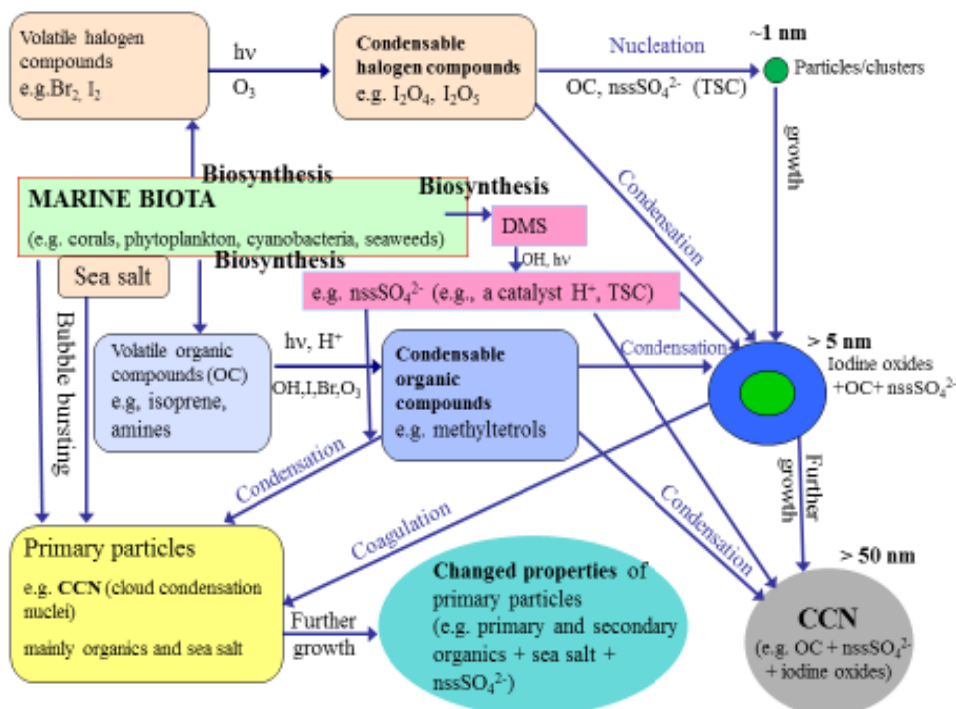 Volatile halogen
compounds
e.g.Br₂, I₂
hν
O₃
Condensable
halogen compounds
e.g. I₂O₄, I₂O₅
Nucleation
OC, nssSO₄²⁻ (TSC)
~1 nm
Particles/clusters
growth
Condensation
Biosynthesis
MARINE BIOTA
(e.g. corals, phytoplankton, cyanobacteria, seaweeds)
Biosynthesis
DMS
OH, hν
Biosynthesis
Sea salt
e.g. nssSO₄²⁻ (e.g., a catalyst H⁺, TSC)
Bubble bursting
Volatile organic
compounds (OC)
e.g, isoprene,
amines
hν, H⁺
OH,I,Br,O₃
Condensable
organic
compounds
e.g. methyltetrols
Condensation
> 5 nm
Iodine oxides
+OC+ nssSO₄²⁻
Condensation
Coagulation
Condensation
Further
growth
> 50 nm
Primary particles
e.g. CCN (cloud condensation
nuclei)
mainly organics and sea salt
Further
growth
Changed properties of
primary particles
(e.g. primary and secondary
organics + sea salt +
nssSO₄²⁻)
CCN
(e.g. OC + nssSO₄²⁻
+ iodine oxides)